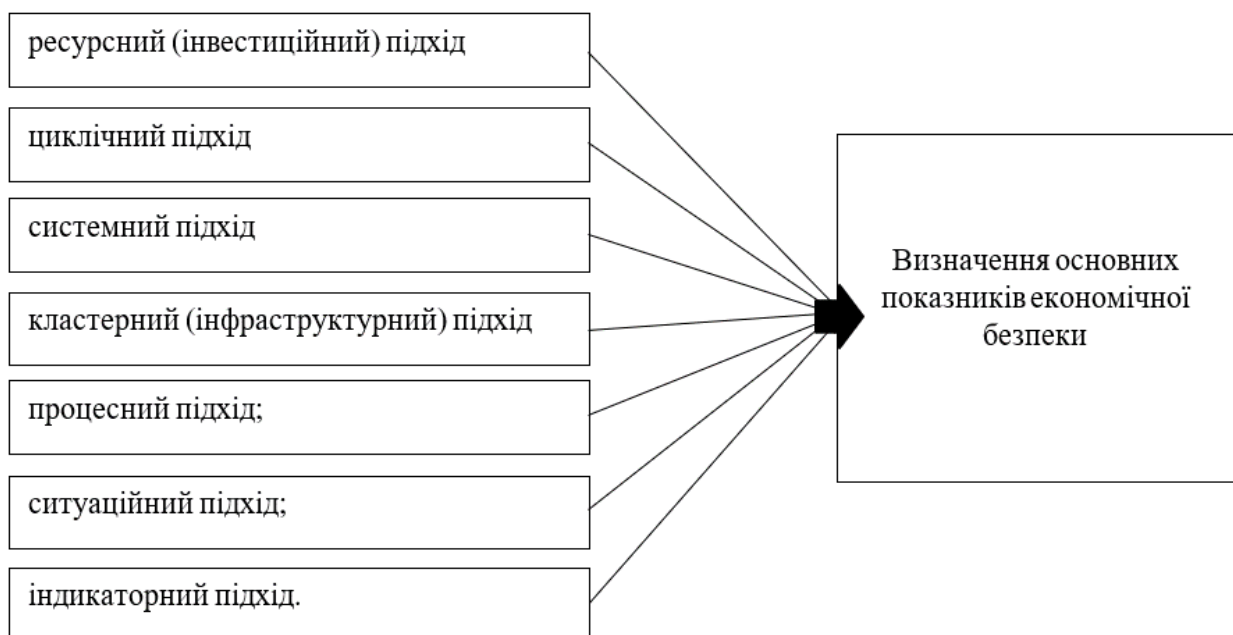 ресурсний (інвестиційний) підхід
циклічний підхід
системний підхід
кластерний (інфраструктурний) підхід
процесний підхід;
ситуаційний підхід;
індикаторний підхід.
Визначення основних
показників економічної
безпеки